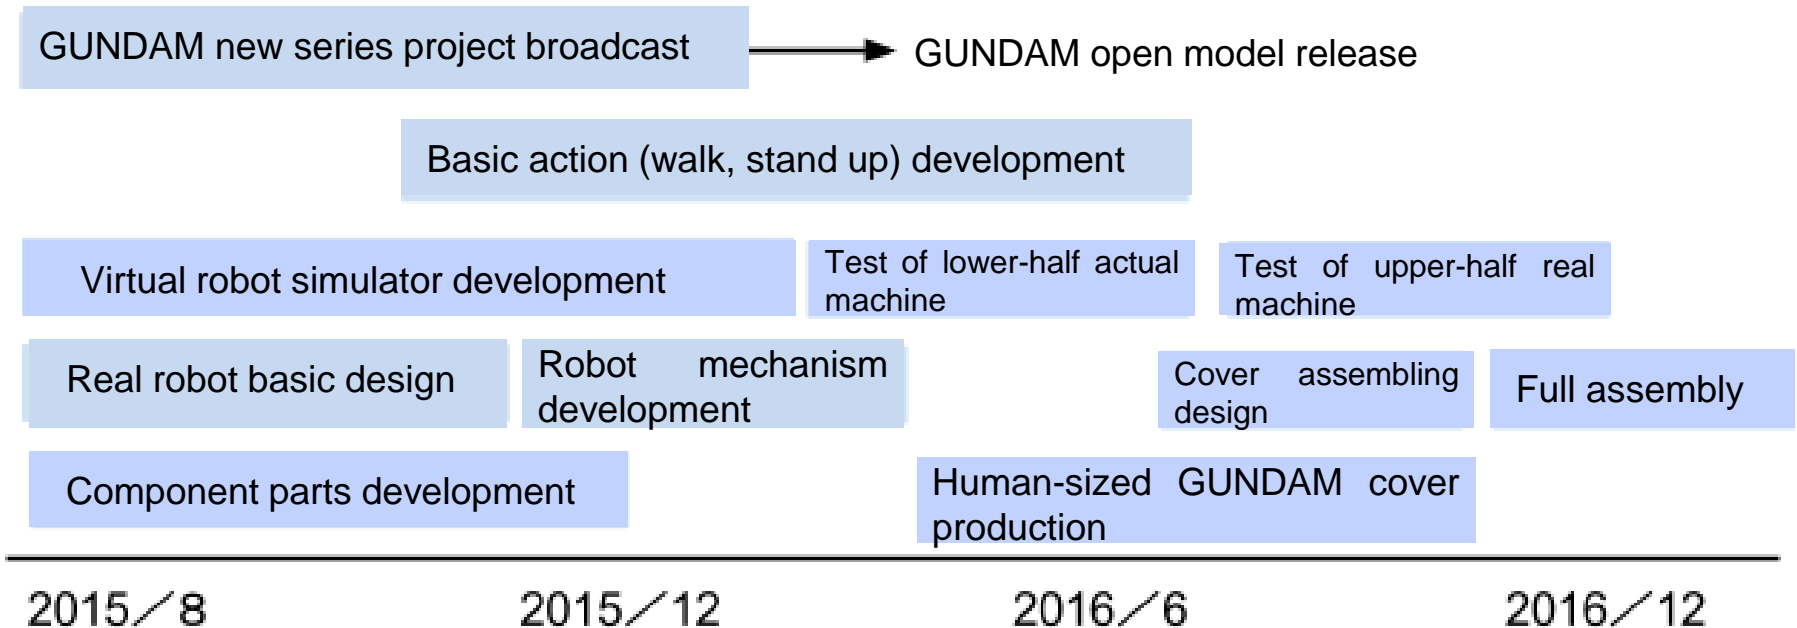 GUNDAM new series project broadcast
GUNDAM open model release
Basic action (walk, stand up) development
Virtual robot simulator development
Test of lower-half actual
machine
Test of upper-half real
machine
Real robot basic design
Robot mechanism
development
Cover assembling
design
Full assembly
Component parts development
Human-sized GUNDAM cover
production
2015／8
2015／12
2016／6
2016／12